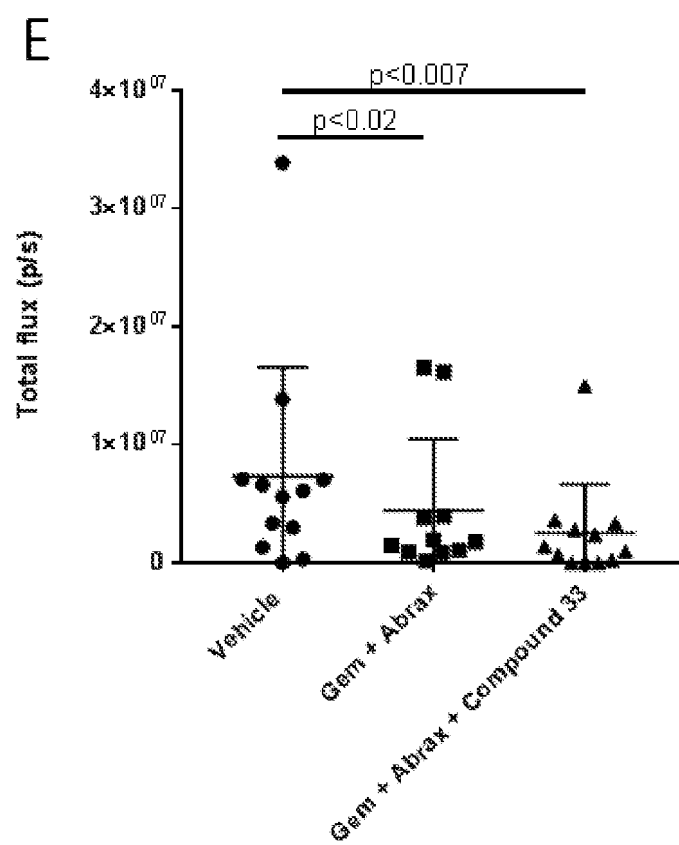 E
p<0.007
p<0.02
4×10⁰⁷
3×10⁰⁷
2×10⁰⁷
1×10⁰⁷
0
Total flux (p/s)
Vehicle
Gem + Abrax
Gem + Abrax + Compound 33